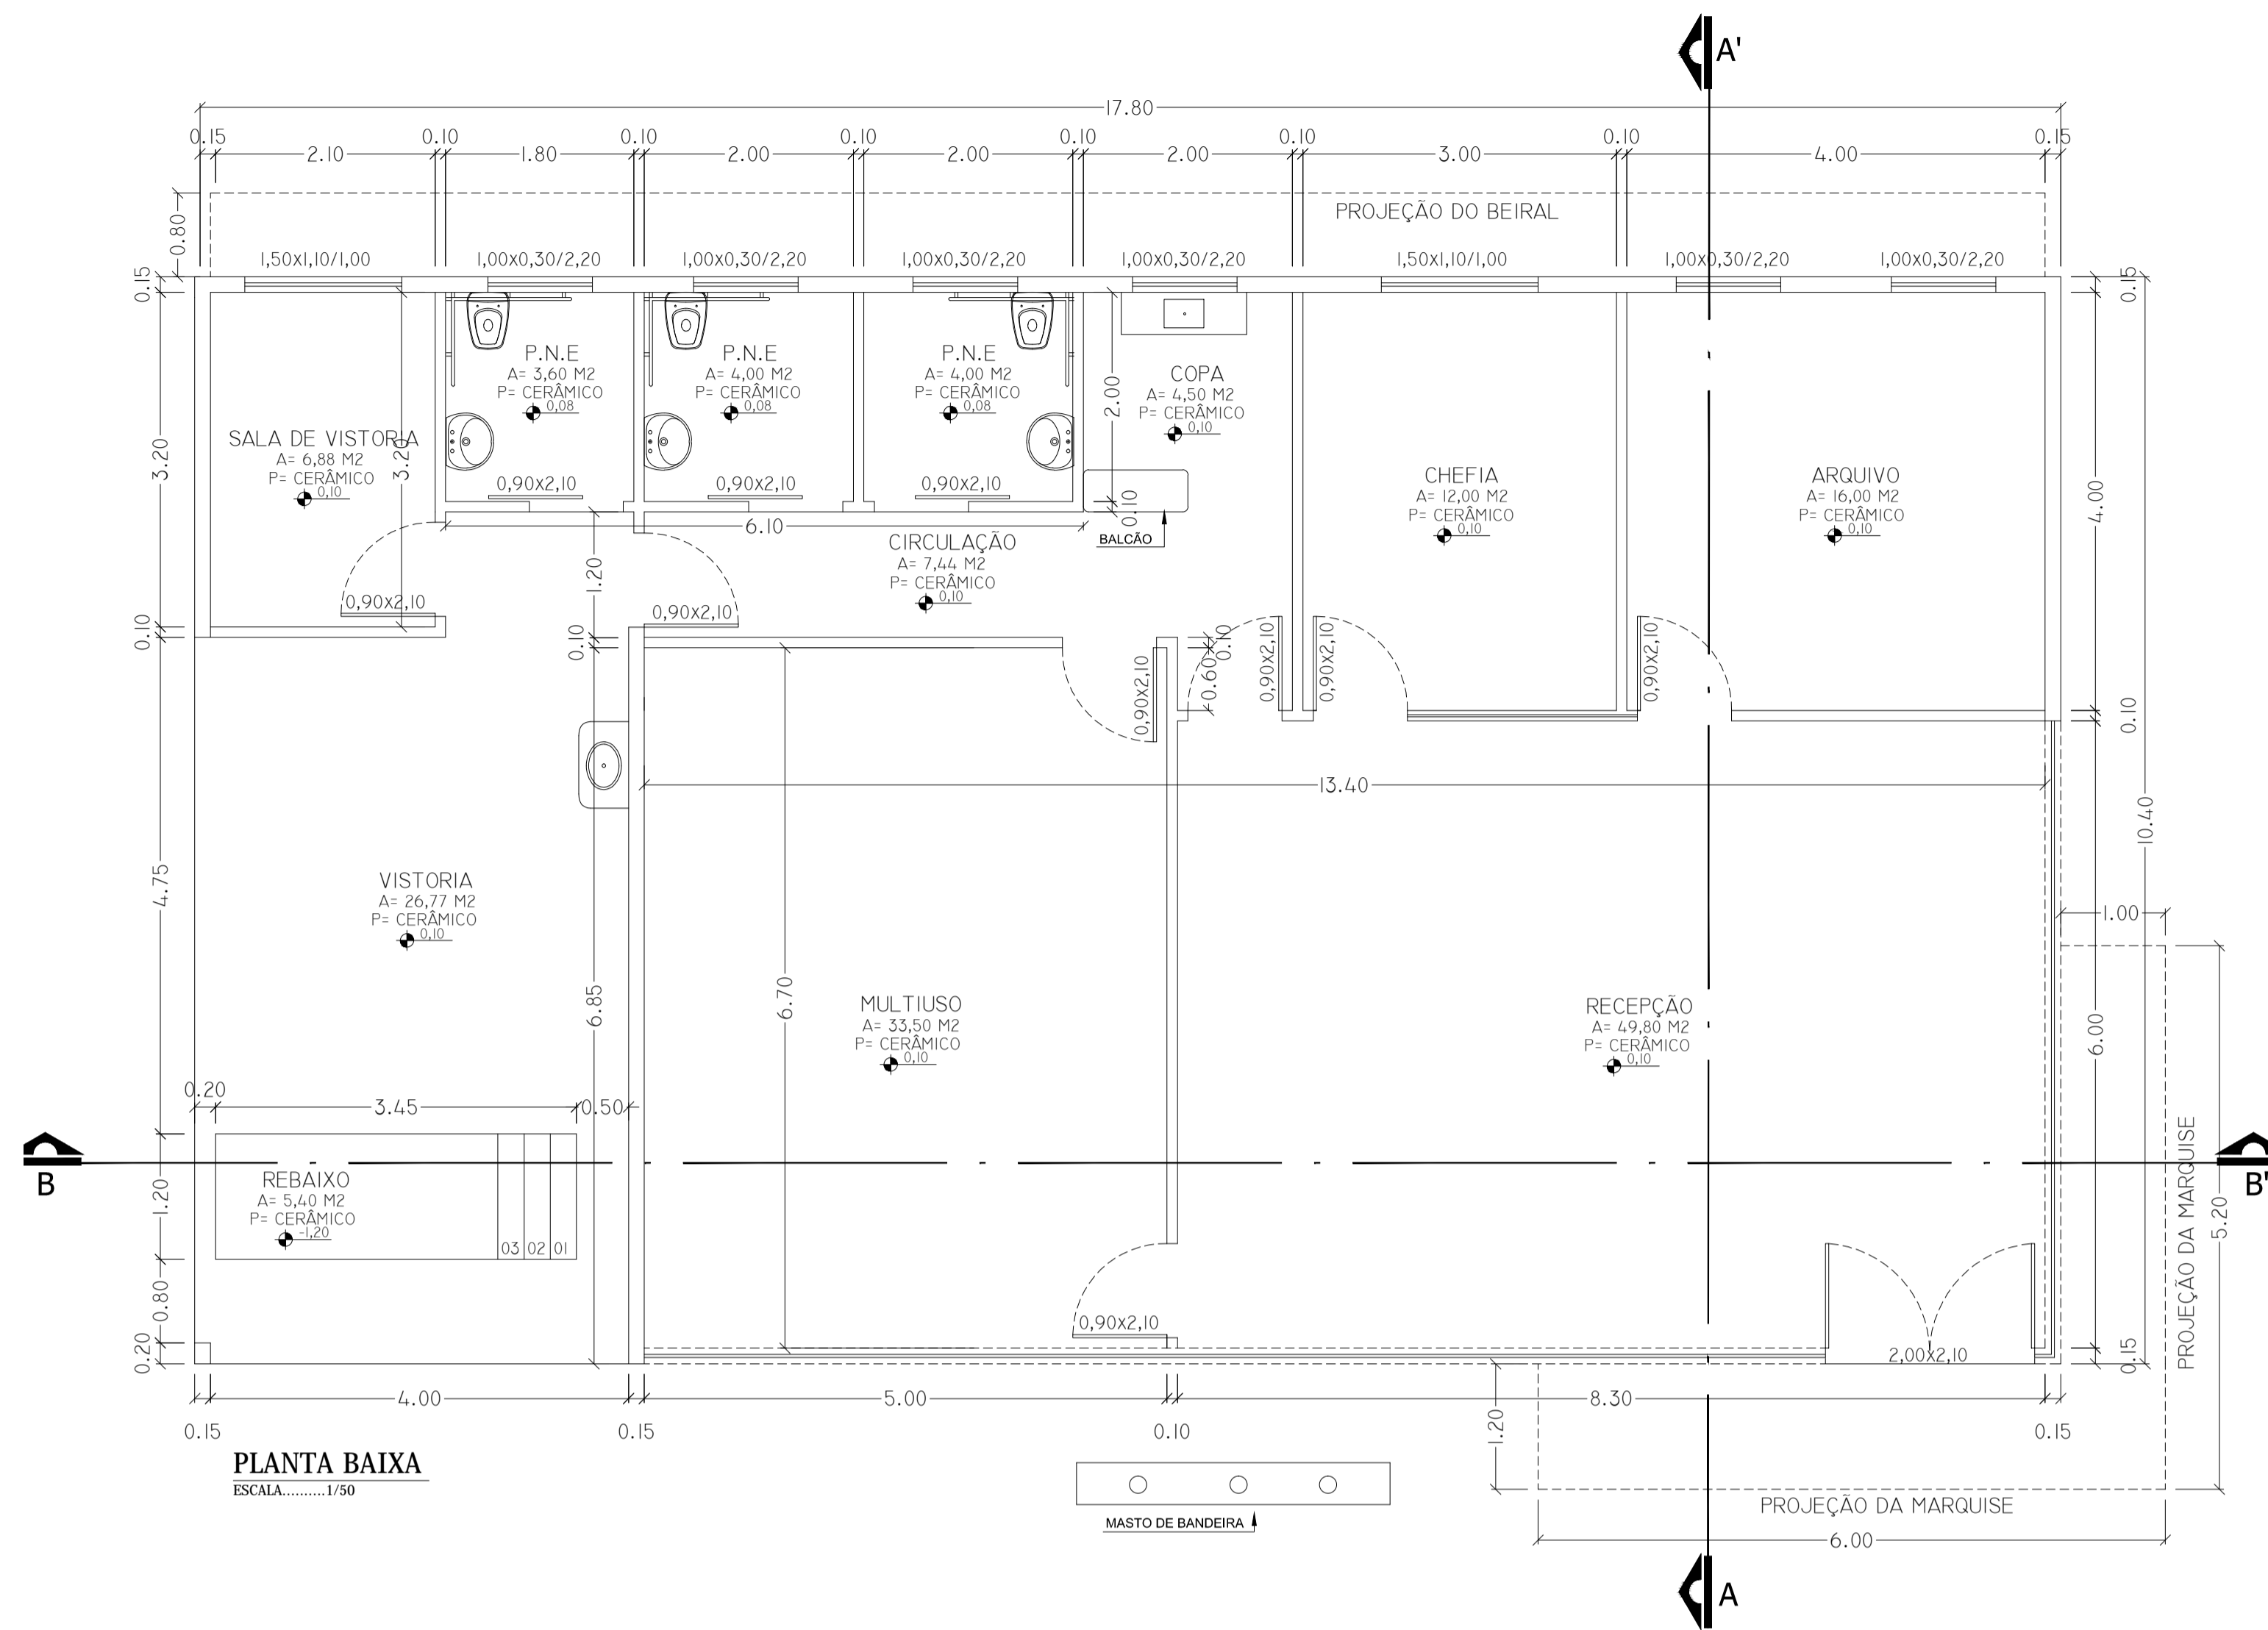 A'
17.80
0.15 0.10 0.10 0.10 0.10 0.10 0.10 0.15
2.10 1.80 2.00 2.00 2.00 3.00 4.00
PROJEÇÃO DO BEIRAL
0.80
1,50x1,10/1,00 1,00x0,30/2,20 1,00x0,30/2,20 1,00x0,30/2,20 1,00x0,30/2,20 1,50x1,10/1,00 1,00x0,30/2,20 1,00x0,30/2,20
0.15 0.15
P.N.E
A= 3,60 M2
P= CERÂMICO
0,08
P.N.E
A= 4,00 M2
P= CERÂMICO
0,08
P.N.E
A= 4,00 M2
P= CERÂMICO
0,08
COPA
A= 4,50 M2
P= CERÂMICO
0,10
2.00
SALA DE VISTORIA
A= 6,88 M2
P= CERÂMICO
0,10
3.20
3.20
CHEFIA
A= 12,00 M2
P= CERÂMICO
0,10
ARQUIVO
A= 16,00 M2
P= CERÂMICO
0,10
4.00
0,90x2,10 0,90x2,10 0,90x2,10
0.10
6.10
BALCÃO
CIRCULAÇÃO
A= 7,44 M2
P= CERÂMICO
0,10
1.20
0,90x2,10
0,90x2,10
0.10
0.10
0.10
0.60
0,90x2,10
0,90x2,10
0,90x2,10
0,90x2,10
0.10
13.40
10.40
4.75
VISTORIA
A= 26,77 M2
P= CERÂMICO
0,10
1.00
6.85
6.70
MULTIUSO
A= 33,50 M2
P= CERÂMICO
0,10
RECEPÇÃO
A= 49,80 M2
P= CERÂMICO
0,10
6.00
0.20
3.45
0.50
B
B'
REBAIXO
A= 5,40 M2
P= CERÂMICO
-1,20
03 02 01
1.20
0.80
0.20
PROJEÇÃO DA MARQUISE
5.20
0,90x2,10
2,00x2,10
0.15
4.00 5.00 8.30
0.15 0.15 0.10 0.15
1.20
PLANTA BAIXA
ESCALA..........1/50
MASTO DE BANDEIRA
PROJEÇÃO DA MARQUISE
6.00
A